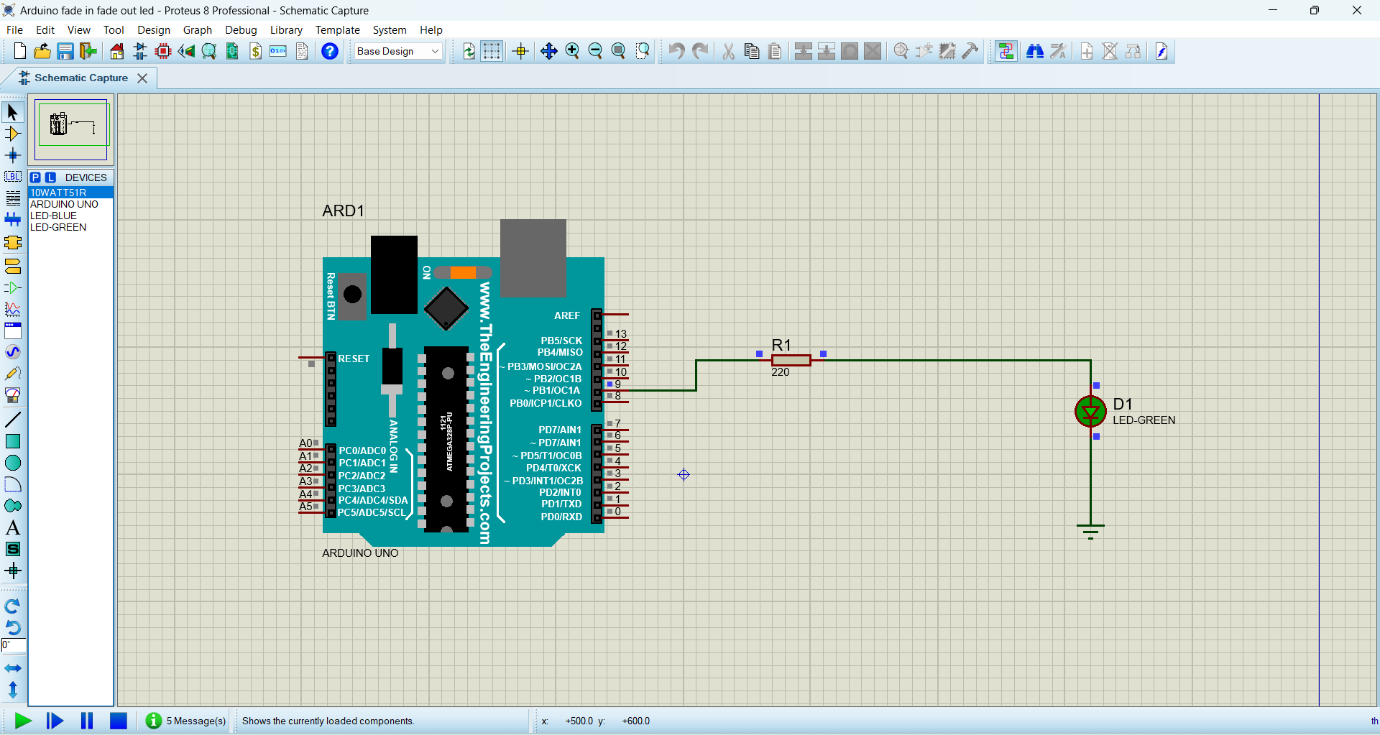 Arduino fade in fade out led - Proteus 8 Professional - Schematic Capture
File Edit View Tool Design Graph Debug Library Template System Help
Base Design
Schematic Capture
P L DEVICES
10WATT51R
ARDUINO UNO
LED-BLUE
LED-GREEN
LBL
A
S
0°
ARD1
Reset BTN
ON
www.TheEngineeringProjects.com
RESET
ANALOG IN
1121
ATMEGA328P-PU
A0 PC0/ADC0
A1 PC1/ADC1
A2 PC2/ADC2
A3 PC3/ADC3
A4 PC4/ADC4/SDA
A5 PC5/ADC5/SCL
AREF
PB5/SCK 13
PB4/MISO 12
~ PB3/MOSI/OC2A 11
~ PB2/OC1B 10
~ PB1/OC1A 9
PB0/ICP1/CLKO 8
PD7/AIN1 7
~ PD7/AIN1 6
~ PD5/T1/OC0B 5
PD4/T0/XCK 4
~ PD3/INT1/OC2B 3
PD2/INT0 2
PD1/TXD 1
PD0/RXD 0
ARDUINO UNO
R1
220
D1
LED-GREEN
5 Message(s) Shows the currently loaded components. x: +500.0 y: +600.0 th